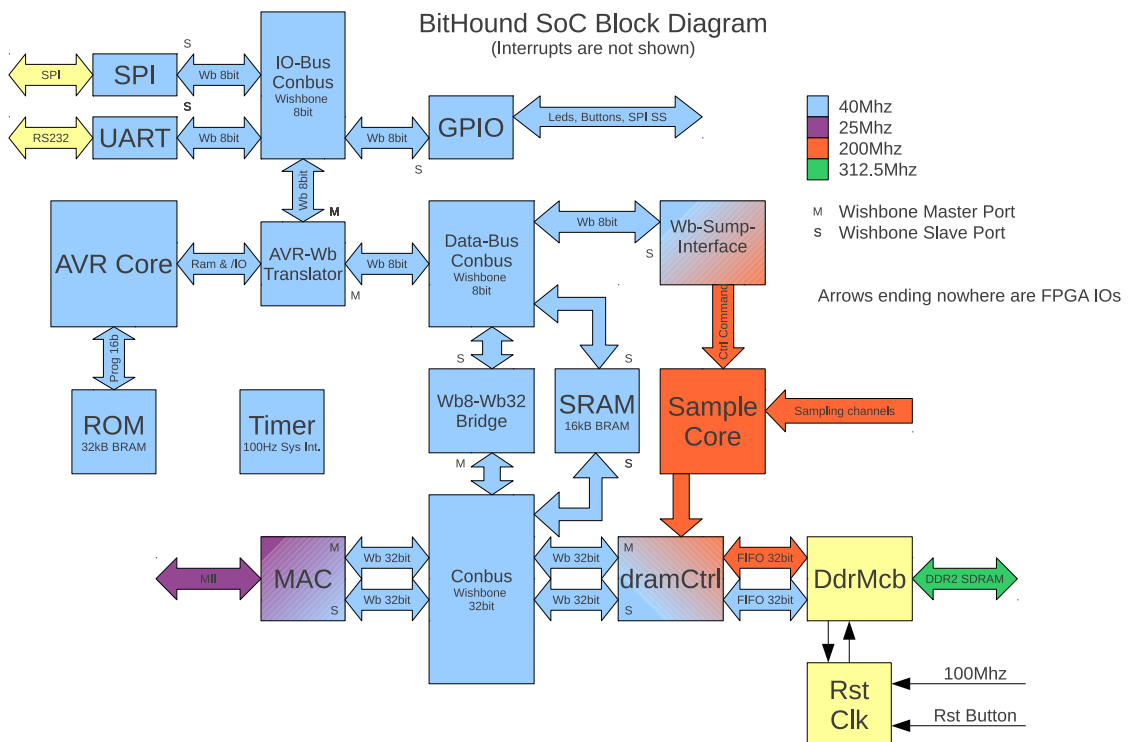 BitHound SoC Block Diagram
(Interrupts are not shown)
S
SPI
SPI
Wb 8bit
IO-Bus
Conbus
Wishbone
8bit
S
RS232
UART
Wb 8bit
Wb 8bit
S
GPIO
Leds, Buttons, SPI SS
40Mhz
25Mhz
200Mhz
312.5Mhz
M Wishbone Master Port
S Wishbone Slave Port
Arrows ending nowhere are FPGA IOs
Wb 8bit
M
AVR Core
Ram & /IO
AVR-Wb
Translator
M
Wb 8bit
Data-Bus
Conbus
Wishbone
8bit
Wb 8bit
S
Wb-Sump-
Interface
Ctrl Command
Prog 16b
ROM
32kB BRAM
Timer
100Hz Sys Int.
S
Wb8-Wb32
Bridge
M
S
SRAM
16kB BRAM
S
Sample
Core
Sampling channels
MII
MAC
M
S
Wb 32bit
Wb 32bit
Conbus
Wishbone
32bit
Wb 32bit
Wb 32bit
M
dramCtrl
S
FIFO 32bit
FIFO 32bit
DdrMcb
DDR2 SDRAM
Rst
Clk
100Mhz
Rst Button